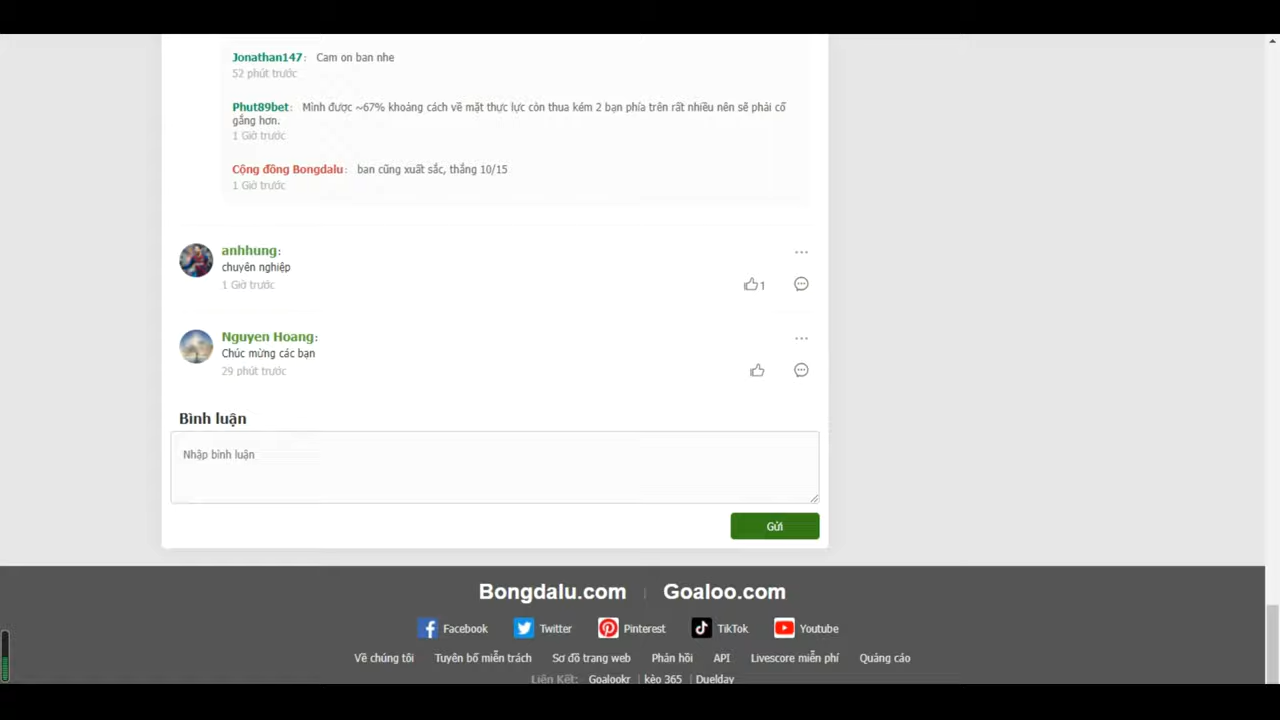 Jonathan147: Cam on ban nhe
52 phút trước
Phut89bet: Mình được ~67% khoảng cách về mặt thực lực còn thua kém 2 bạn phía trên rất nhiều nên sẽ phải cố
gắng hơn.
1 Giờ trước
Cộng đồng Bongdalu: ban cũng xuất sắc, thắng 10/15
1 Giờ trước
anhhung:
chuyên nghiệp
1 Giờ trước
1
Nguyen Hoang:
Chúc mừng các bạn
29 phút trước
Bình luận
Nhập bình luận
Gửi
Bongdalu.com | Goaloo.com
Facebook Twitter Pinterest TikTok Youtube
Về chúng tôi Tuyên bố miễn trách Sơ đồ trang web Phản hồi API Livescore miễn phí Quảng cáo
Liên Kết: Goalookr | kèo 365 | Duelday